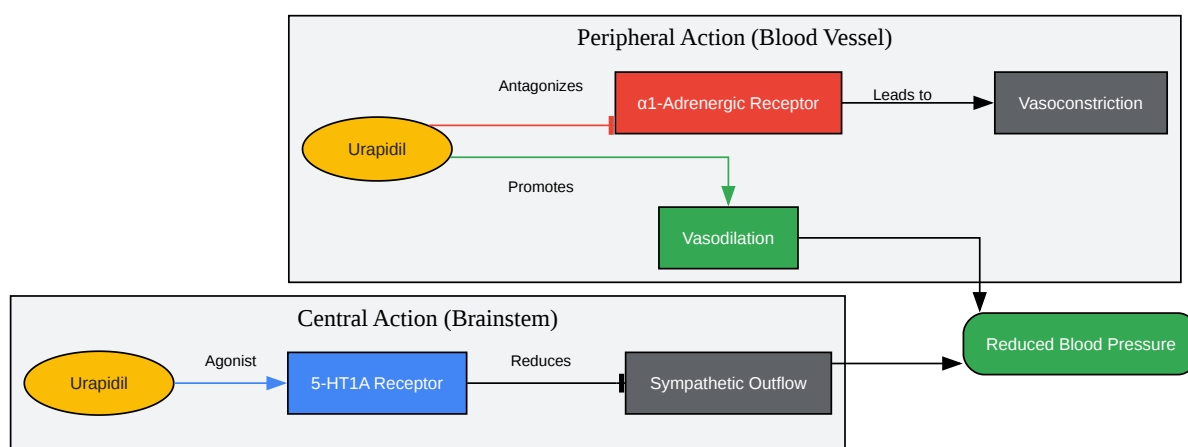 Peripheral Action (Blood Vessel)
Antagonizes
α1-Adrenergic Receptor
Leads to
Vasoconstriction
Urapidil
Promotes
Vasodilation
Central Action (Brainstem)
Reduced Blood Pressure
Urapidil
Agonist
5-HT1A Receptor
Reduces
Sympathetic Outflow